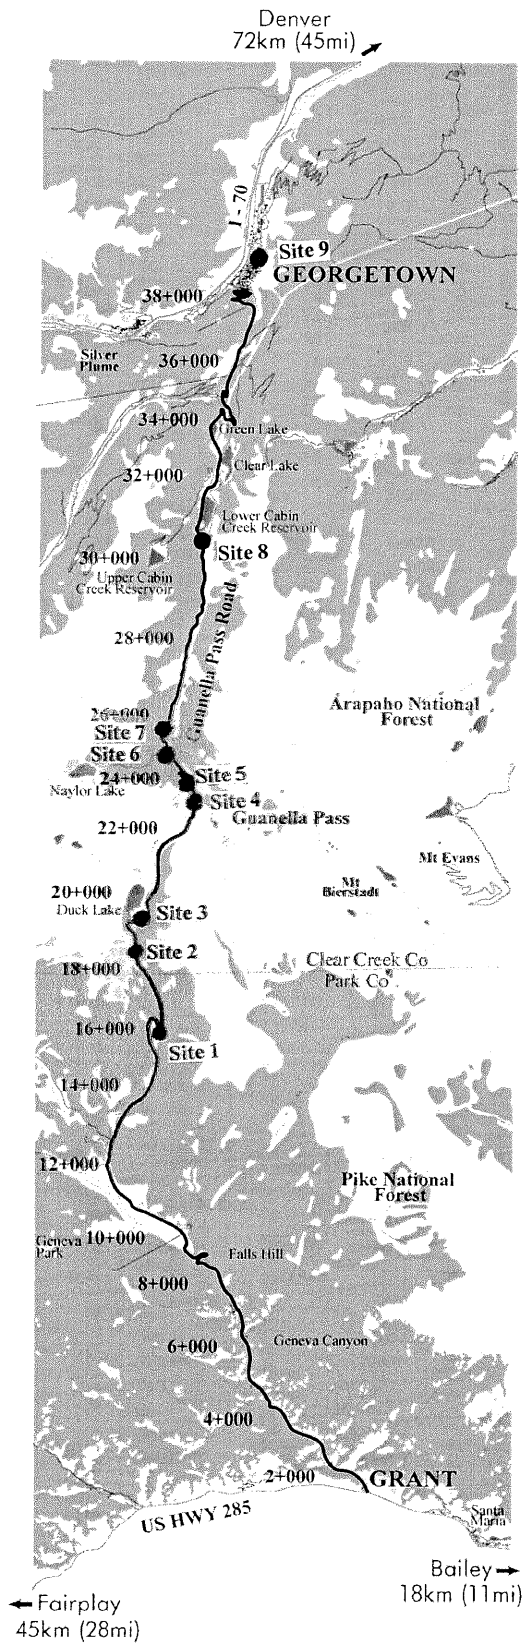 Denver
72km (45mi)
I-70
Site 9
GEORGETOWN
38+000
Silver
Plume
36+000
34+000
Green Lake
Clear Lake
32+000
Lower Cabin
Creek Reservoir
Site 8
30+000
Upper Cabin
Creek Reservoir
Guanella Pass Road
28+000
Arapaho National
Forest
26+000
Site 7
Site 6
24+000
Site 5
Naylor Lake
Site 4
Guanella Pass
22+000
Mt Evans
Mt
Bierstadt
20+000
Duck Lake
Site 3
Site 2
18+000
Clear Creek Co
Park Co
16+000
Site 1
14+000
12+000
Pike National
Forest
Geneva
Park
10+000
Falls Hill
8+000
6+000
Geneva Canyon
4+000
2+000
GRANT
US HWY 285
Santa
Maria
Bailey
18km (11mi)
Fairplay
45km (28mi)